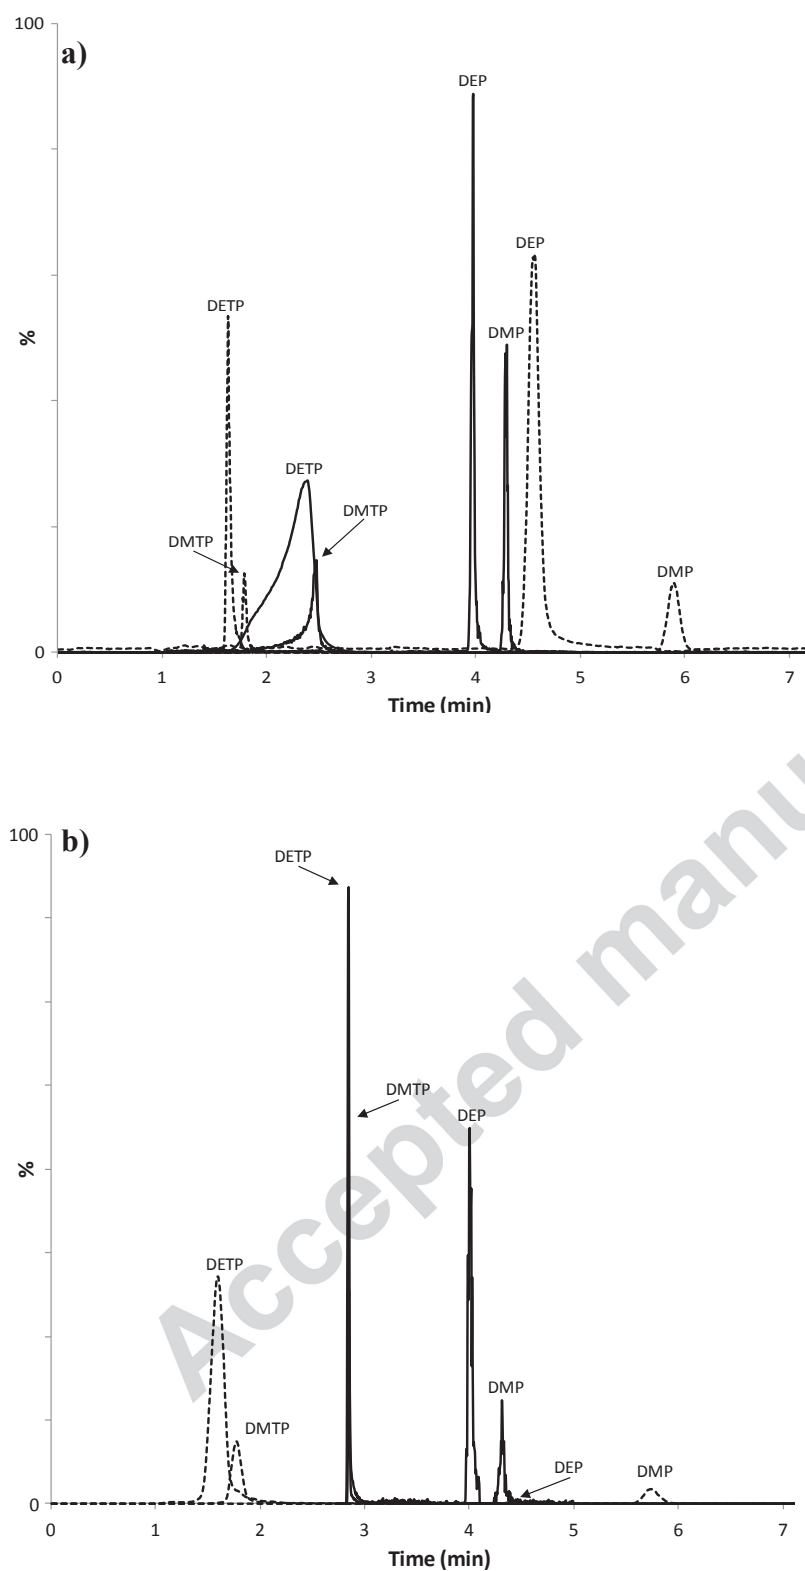 100
a)
DEP
DEP
DETP
DMP
%
DETP
DMTP
DMTP
DMP
0
0 1 2 3 4 5 6 7
Time (min)
100
b)
DETP
DMTP
DEP
%
DETP
DMP
DMTP
DEP
DMP
0
0 1 2 3 4 5 6 7
Time (min)
Accepted manu